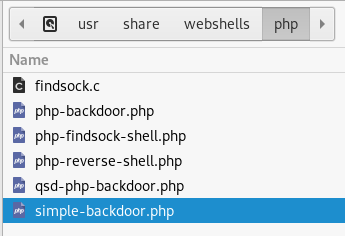 usr share webshells php
Name
findsock.c
php-backdoor.php
php-findsock-shell.php
php-reverse-shell.php
qsd-php-backdoor.php
simple-backdoor.php